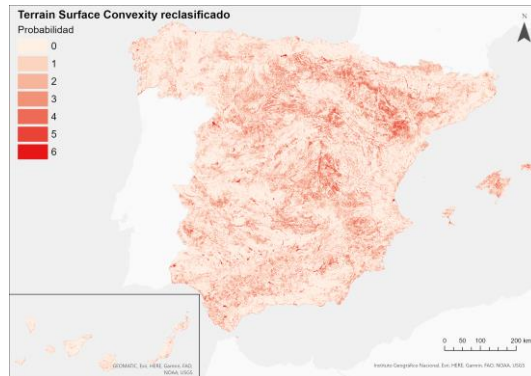 Terrain Surface Convexity reclasificado
Probabilidad
0
1
2
3
4
5
6
N
0 50 100 200 km
GEOMATIC, Esri, HERE, Garmin, FAO,
NOAA, USGS
Instituto Geográfico Nacional, Esri, HERE, Garmin, FAO, NOAA, USGS